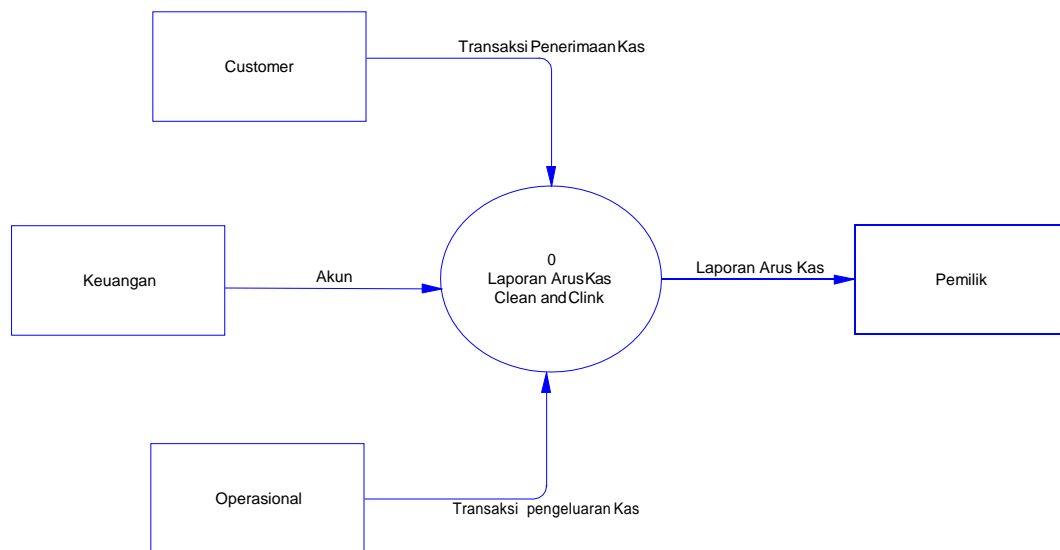 Transaksi Penerimaan Kas
Customer
0
Laporan Arus Kas
Clean and Clink
Keuangan
Akun
Laporan Arus Kas
Pemilik
Operasional
Transaksi pengeluaran Kas